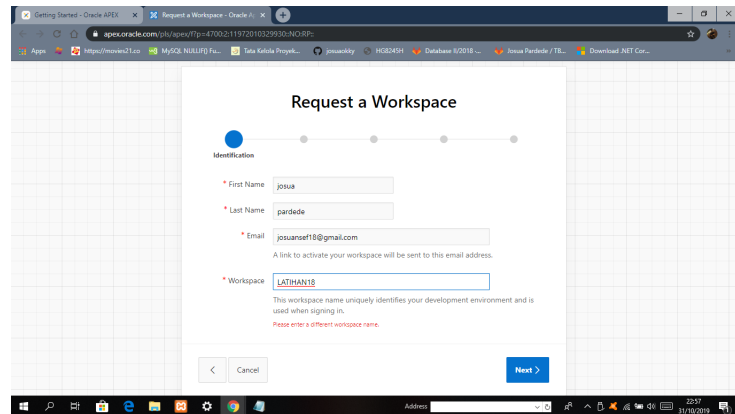 Getting Started - Oracle APEX
Request a Workspace - Oracle Ap
apex.oracle.com/pls/apex/f?p=4700:2:11972010329930::NO:RP::
Apps
https://movies21.co
MySQL NULLIF() Fu...
Tata Kelola Proyek...
josuaokky
HG8245H
Database II/2018 -...
Josua Pardede / TB...
Download .NET Cor...
Request a Workspace
Identification
* First Name
josua
* Last Name
pardede
* Email
josuansef18@gmail.com
A link to activate your workspace will be sent to this email address.
* Workspace
LATIHAN18
This workspace name uniquely identifies your development environment and is
used when signing in.
Please enter a different workspace name.
Cancel
Next
Address
22:57
31/10/2019